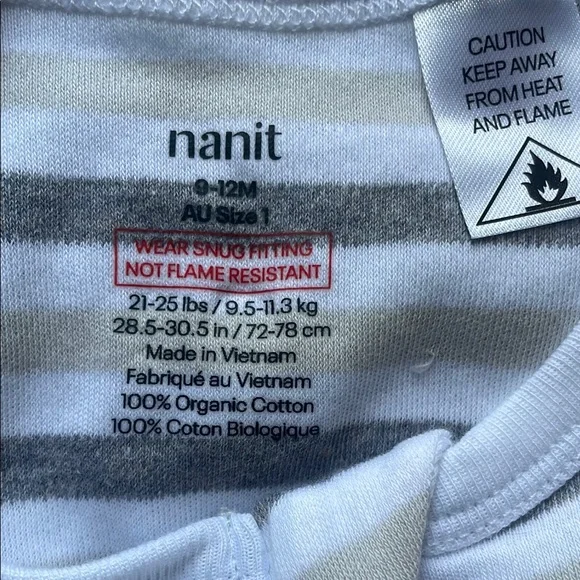 nanit
9-12M
AU Size 1
WEAR SNUG FITTING
NOT FLAME RESISTANT
21-25 lbs / 9.5-11.3 kg
28.5-30.5 in / 72-78 cm
Made in Vietnam
Fabriqué au Vietnam
100% Organic Cotton
100% Coton Biologique
CAUTION
KEEP AWAY
FROM HEAT
AND FLAME